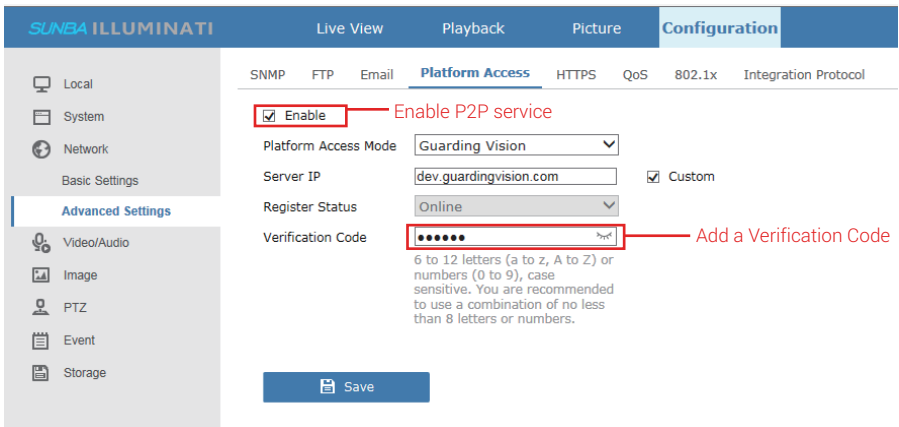 SUNBA ILLUMINATI
Live View Playback Picture Configuration
Local
System
Network
Basic Settings
Advanced Settings
Video/Audio
Image
PTZ
Event
Storage
SNMP FTP Email Platform Access HTTPS QoS 802.1x Integration Protocol
Enable Enable P2P service
Platform Access Mode Guarding Vision
Server IP dev.guardingvision.com Custom
Register Status Online
Verification Code ●●●●●● Add a Verification Code
6 to 12 letters (a to z, A to Z) or
numbers (0 to 9), case
sensitive. You are recommended
to use a combination of no less
than 8 letters or numbers.
Save